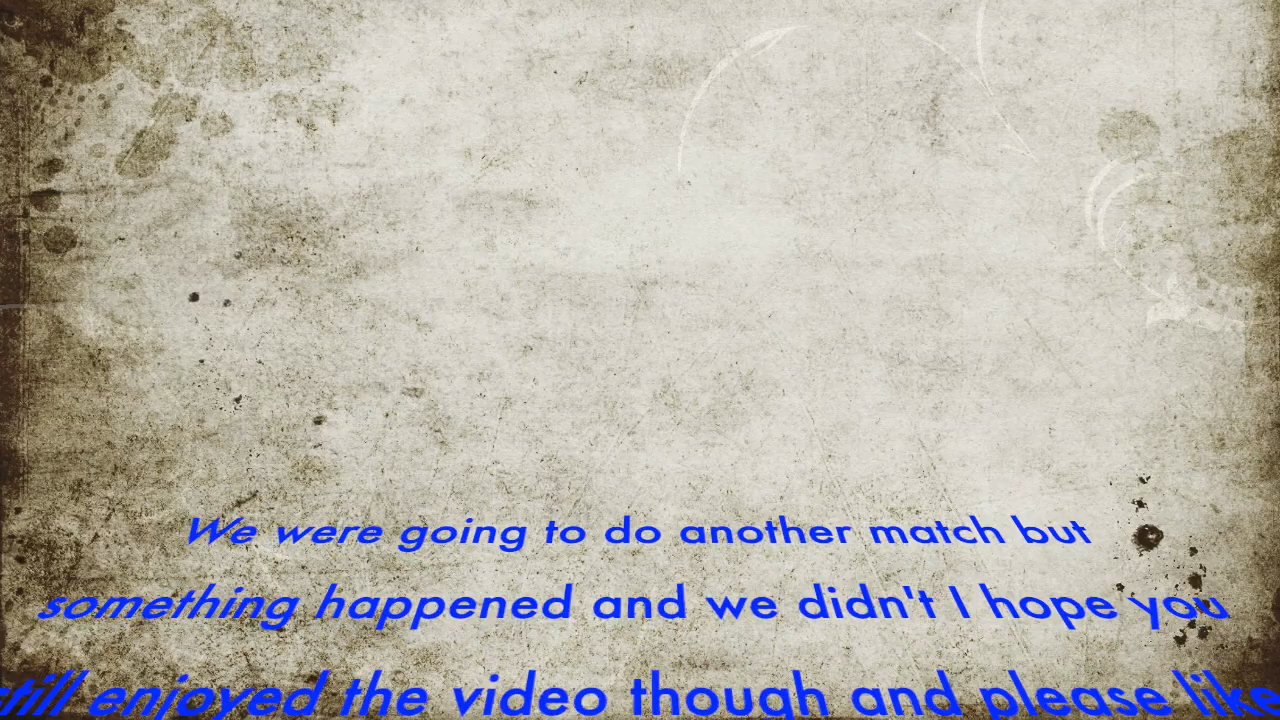 We were going to do another match but
something happened and we didn't I hope you
still enjoyed the video though and please like